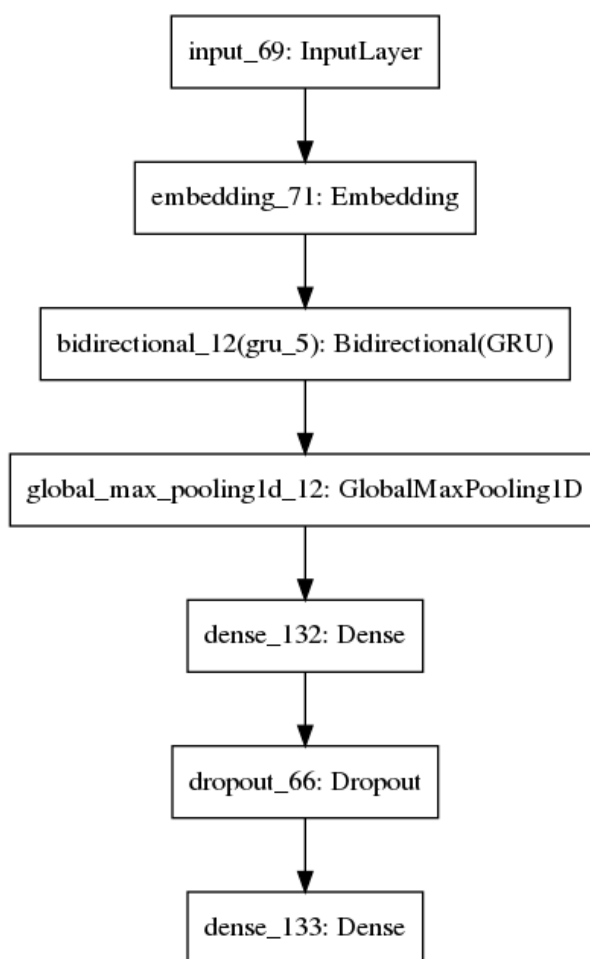 input_69: InputLayer
embedding_71: Embedding
bidirectional_12(gru_5): Bidirectional(GRU)
global_max_pooling1d_12: GlobalMaxPooling1D
dense_132: Dense
dropout_66: Dropout
dense_133: Dense